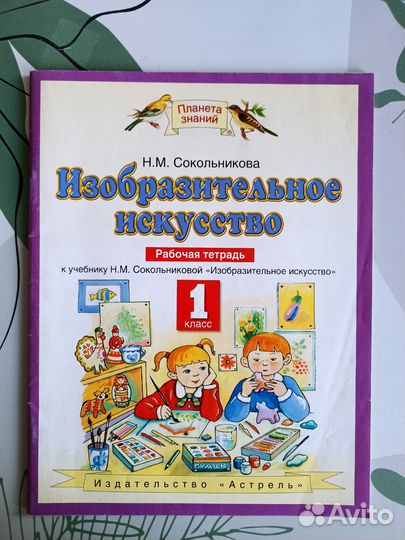 Планета
знаний
Н.М. Сокольникова
Изобразительное
искусство
Рабочая тетрадь
к учебнику Н.М. Сокольниковой «Изобразительное искусство»
1
класс
Издательство «Астрель»
Avito